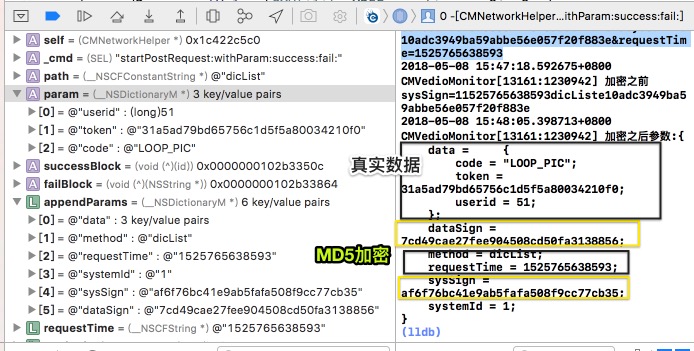 0 -[CMNetworkHelper...ithParam:success:fail:]
self = (CMNetworkHelper *) 0x1c422c5c0
_cmd = (SEL) "startPostRequest:withParam:success:fail:"
path = (__NSCFConstantString *) @"dicList"
param = (__NSDictionaryM *) 3 key/value pairs
[0] = @"userid" : (long)51
[1] = @"token" : @"31a5ad79bd65756c1d5f5a80034210f0"
[2] = @"code" : @"LOOP_PIC"
successBlock = (void (^)(id)) 0x0000000102b3350c
failBlock = (void (^)(NSString *)) 0x0000000102b33864
appendParams = (__NSDictionaryM *) 6 key/value pairs
[0] = @"data" : 3 key/value pairs
[1] = @"method" : @"dicList"
[2] = @"requestTime" : @"1525765638593"
[3] = @"systemId" : @"1"
[4] = @"sysSign" : @"af6f76bc41e9ab5fafa508f9cc77cb35"
[5] = @"dataSign" : @"7cd49cae27fee904508cd50fa3138856"
requestTime = (__NSCFString *) @"1525765638593"
真实数据
MD5加密
10adc3949ba59abbe56e057f20f883e&requestTim
e=1525765638593
2018-05-08 15:47:18.592675+0800
CMVedioMonitor[13161:1230942] 加密之前
sysSign=11525765638593dicListe10adc3949ba5
9abbe56e057f20f883e
2018-05-08 15:48:05.398713+0800
CMVedioMonitor[13161:1230942] 加密之后参数:{
data = {
code = "LOOP_PIC";
token =
31a5ad79bd65756c1d5f5a80034210f0;
userid = 51;
};
dataSign =
7cd49cae27fee904508cd50fa3138856;
method = dicList;
requestTime = 1525765638593;
sysSign =
af6f76bc41e9ab5fafa508f9cc77cb35;
systemId = 1;
}
(lldb)